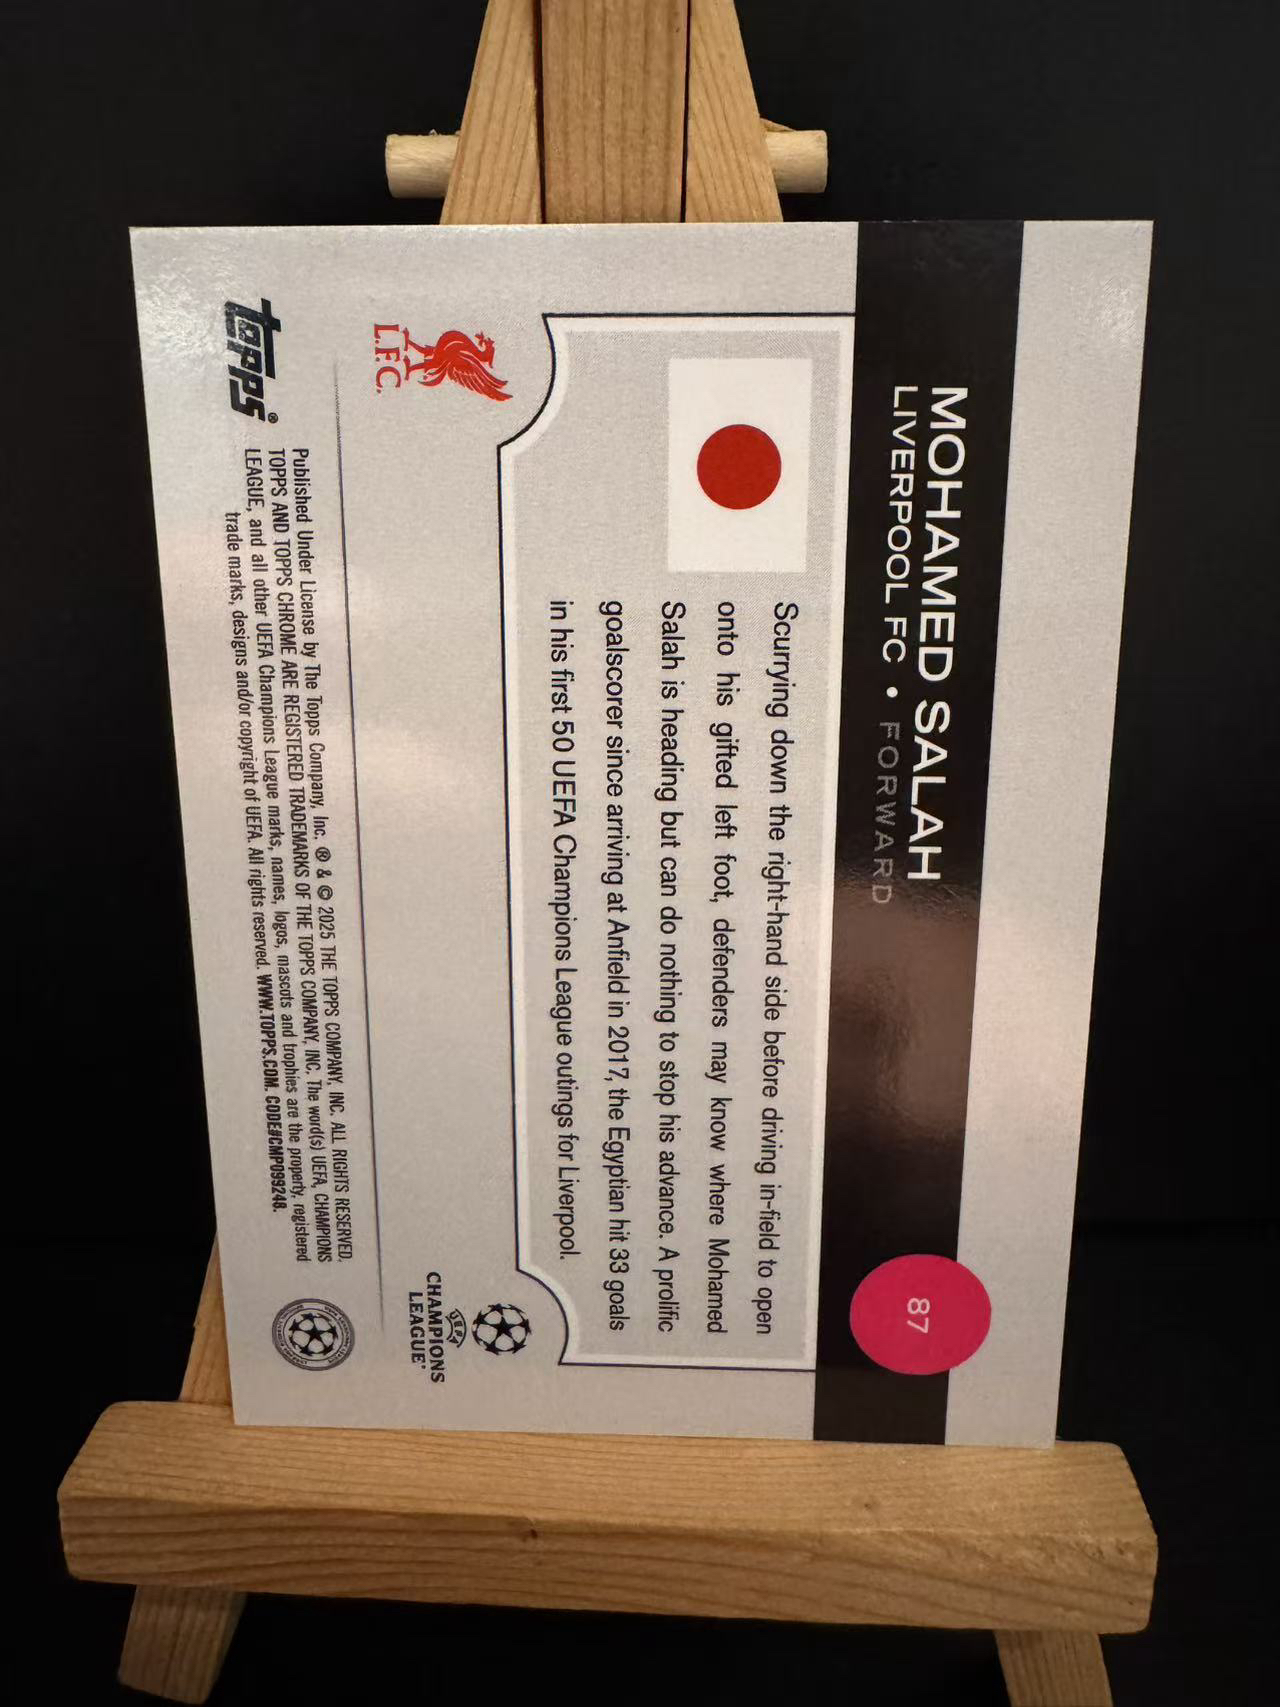 MOHAMED SALAH
LIVERPOOL FC • FORWARD
87
Scurrying down the right-hand side before driving in-field to open
onto his gifted left foot, defenders may know where Mohamed
Salah is heading but can do nothing to stop his advance. A prolific
goalscorer since arriving at Anfield in 2017, the Egyptian hit 33 goals
in his first 50 UEFA Champions League outings for Liverpool.
L.F.C.
UEFA
CHAMPIONS
LEAGUE®
topps®
Published Under License by The Topps Company, Inc. ® & © 2025 THE TOPPS COMPANY, INC. ALL RIGHTS RESERVED.
TOPPS AND TOPPS CHROME ARE REGISTERED TRADEMARKS OF THE TOPPS COMPANY, INC. The word(s) UEFA, CHAMPIONS
LEAGUE, and all other UEFA Champions League marks, names, logos, mascots and trophies are the property, registered
trade marks, designs and/or copyright of UEFA. All rights reserved. WWW.TOPPS.COM. CODE#CMP099248.